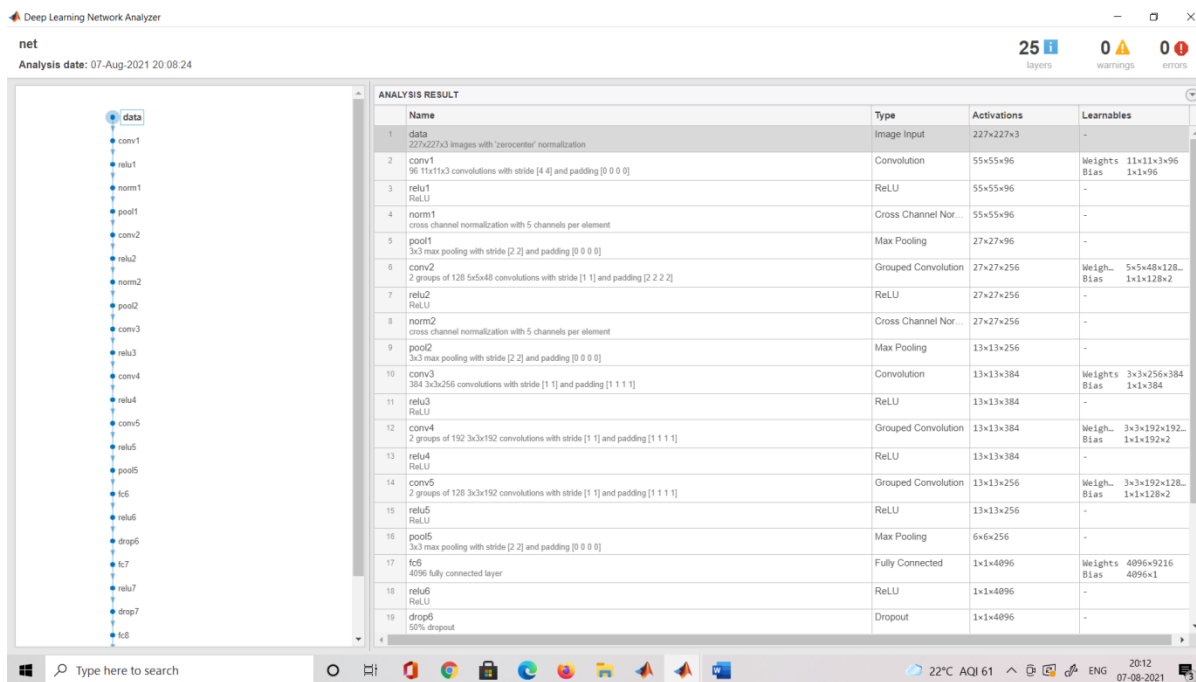 Deep Learning Network Analyzer
net
Analysis date: 07-Aug-2021 20:08:24
25 i
layers
0
warnings
0
errors
data
conv1
relu1
norm1
pool1
conv2
relu2
norm2
pool2
conv3
relu3
conv4
relu4
conv5
relu5
pool5
fc6
relu6
drop6
fc7
relu7
drop7
fc8
ANALYSIS RESULT
Name Type Activations Learnables
1 data Image Input 227×227×3 -
227x227x3 images with 'zerocenter' normalization
2 conv1 Convolution 55×55×96 Weights 11×11×3×96
96 11x11x3 convolutions with stride [4 4] and padding [0 0 0 0] Bias 1×1×96
3 relu1 ReLU 55×55×96 -
ReLU
4 norm1 Cross Channel Nor... 55×55×96 -
cross channel normalization with 5 channels per element
5 pool1 Max Pooling 27×27×96 -
3x3 max pooling with stride [2 2] and padding [0 0 0 0]
6 conv2 Grouped Convolution 27×27×256 Weigh… 5×5×48×128…
2 groups of 128 5x5x48 convolutions with stride [1 1] and padding [2 2 2 2] Bias 1×1×128×2
7 relu2 ReLU 27×27×256 -
ReLU
8 norm2 Cross Channel Nor... 27×27×256 -
cross channel normalization with 5 channels per element
9 pool2 Max Pooling 13×13×256 -
3x3 max pooling with stride [2 2] and padding [0 0 0 0]
10 conv3 Convolution 13×13×384 Weights 3×3×256×384
384 3x3x256 convolutions with stride [1 1] and padding [1 1 1 1] Bias 1×1×384
11 relu3 ReLU 13×13×384 -
ReLU
12 conv4 Grouped Convolution 13×13×384 Weigh… 3×3×192×192…
2 groups of 192 3x3x192 convolutions with stride [1 1] and padding [1 1 1 1] Bias 1×1×192×2
13 relu4 ReLU 13×13×384 -
ReLU
14 conv5 Grouped Convolution 13×13×256 Weigh… 3×3×192×128…
2 groups of 128 3x3x192 convolutions with stride [1 1] and padding [1 1 1 1] Bias 1×1×128×2
15 relu5 ReLU 13×13×256 -
ReLU
16 pool5 Max Pooling 6×6×256 -
3x3 max pooling with stride [2 2] and padding [0 0 0 0]
17 fc6 Fully Connected 1×1×4096 Weights 4096×9216
4096 fully connected layer Bias 4096×1
18 relu6 ReLU 1×1×4096 -
ReLU
19 drop6 Dropout 1×1×4096 -
50% dropout
Type here to search
22°C AQI 61 ENG 20:12
07-08-2021
3